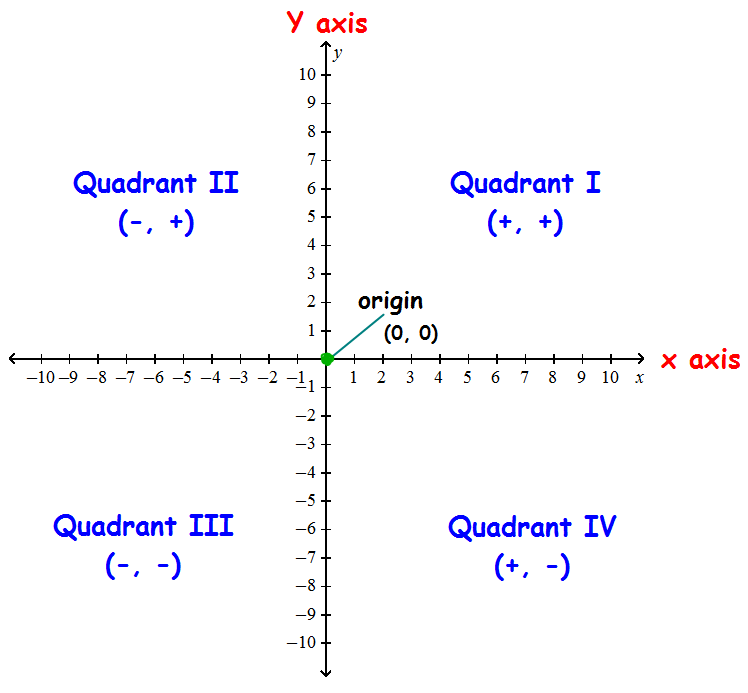 Y axis
y
10
9
8
7
Quadrant II
Quadrant I
6
(-, +)
(+, +)
5
4
3
origin
2
(0, 0)
1
x axis
−10 −9 −8 −7 −6 −5 −4 −3 −2 −1 1 2 3 4 5 6 7 8 9 10 x
−1
−2
−3
−4
−5
Quadrant III
Quadrant IV
−6
(-, -)
(+, -)
−7
−8
−9
−10